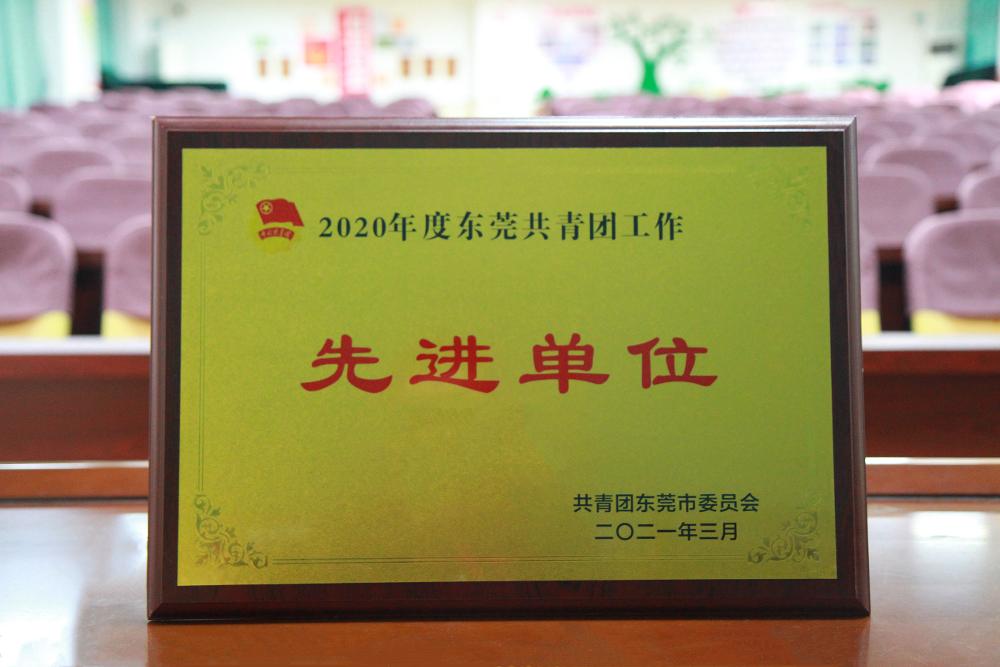 2020年度东莞共青团工作
先进单位
共青团东莞市委员会
二〇二一年三月